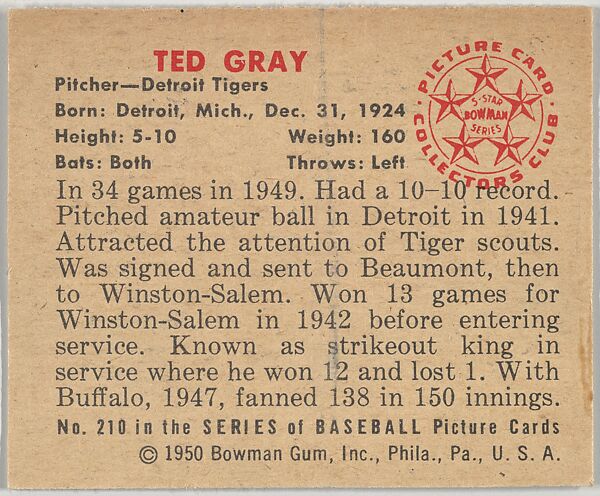 TED GRAY
Pitcher—Detroit Tigers
Born: Detroit, Mich., Dec. 31, 1924
Height: 5-10 Weight: 160
Bats: Both Throws: Left
PICTURE CARD
COLLECTORS CLUB
5-STAR
BOWMAN
SERIES
In 34 games in 1949. Had a 10–10 record.
Pitched amateur ball in Detroit in 1941.
Attracted the attention of Tiger scouts.
Was signed and sent to Beaumont, then
to Winston-Salem. Won 13 games for
Winston-Salem in 1942 before entering
service. Known as strikeout king in
service where he won 12 and lost 1. With
Buffalo, 1947, fanned 138 in 150 innings.
No. 210 in the SERIES of BASEBALL Picture Cards
© 1950 Bowman Gum, Inc., Phila., Pa., U. S. A.